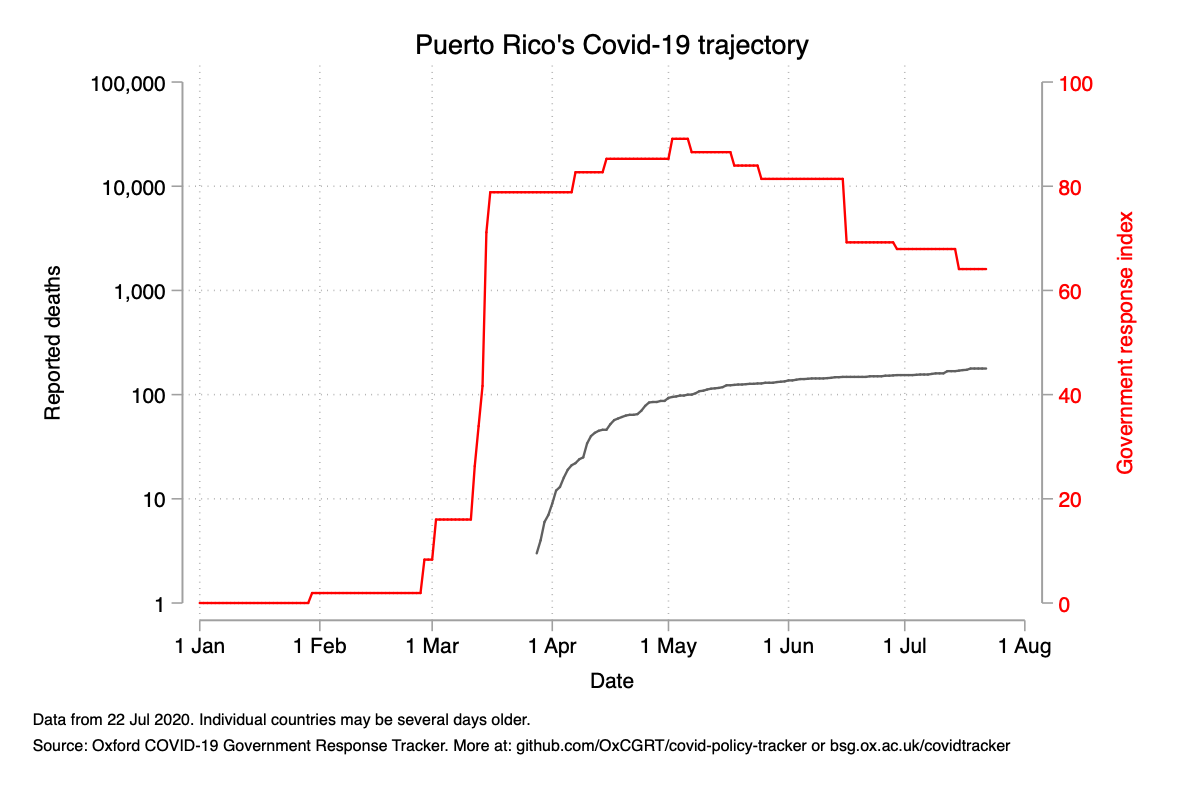 Puerto Rico's Covid-19 trajectory
100,000
10,000
1,000
100
10
1
Reported deaths
100
80
60
40
20
0
Government response index
1 Jan 1 Feb 1 Mar 1 Apr 1 May 1 Jun 1 Jul 1 Aug
Date
Data from 22 Jul 2020. Individual countries may be several days older.
Source: Oxford COVID-19 Government Response Tracker. More at: github.com/OxCGRT/covid-policy-tracker or bsg.ox.ac.uk/covidtracker